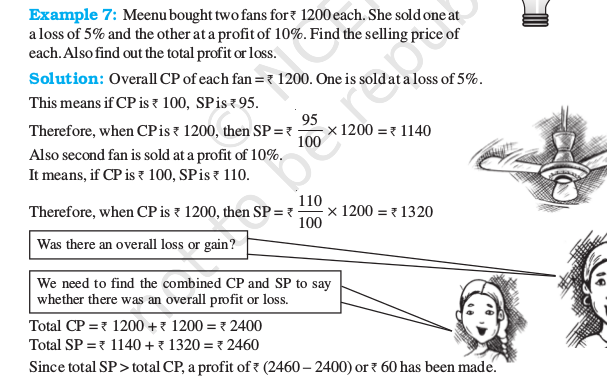 Example 7: Meenu bought two fans for ₹ 1200 each. She sold one at
a loss of 5% and the other at a profit of 10%. Find the selling price of
each. Also find out the total profit or loss.
Solution: Overall CP of each fan = ₹ 1200. One is sold at a loss of 5%.
This means if CP is ₹ 100, SP is ₹ 95.
Therefore, when CP is ₹ 1200, then SP = ₹ 95/100 × 1200 = ₹ 1140
Also second fan is sold at a profit of 10%.
It means, if CP is ₹ 100, SP is ₹ 110.
Therefore, when CP is ₹ 1200, then SP = ₹ 110/100 × 1200 = ₹ 1320
Was there an overall loss or gain?
We need to find the combined CP and SP to say
whether there was an overall profit or loss.
Total CP = ₹ 1200 + ₹ 1200 = ₹ 2400
Total SP = ₹ 1140 + ₹ 1320 = ₹ 2460
Since total SP > total CP, a profit of ₹ (2460 – 2400) or ₹ 60 has been made.
© NCE
not to be repub